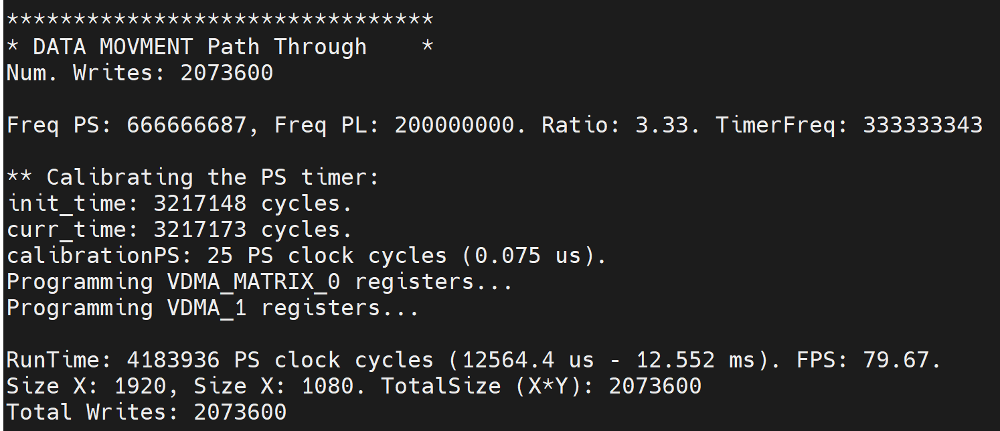 ********************************
* DATA MOVMENT Path Through    *
Num. Writes: 2073600
Freq PS: 666666687, Freq PL: 200000000. Ratio: 3.33. TimerFreq: 333333343
** Calibrating the PS timer:
init_time: 3217148 cycles.
curr_time: 3217173 cycles.
calibrationPS: 25 PS clock cycles (0.075 us).
Programming VDMA_MATRIX_0 registers...
Programming VDMA_1 registers...
RunTime: 4183936 PS clock cycles (12564.4 us - 12.552 ms). FPS: 79.67.
Size X: 1920, Size X: 1080. TotalSize (X*Y): 2073600
Total Writes: 2073600